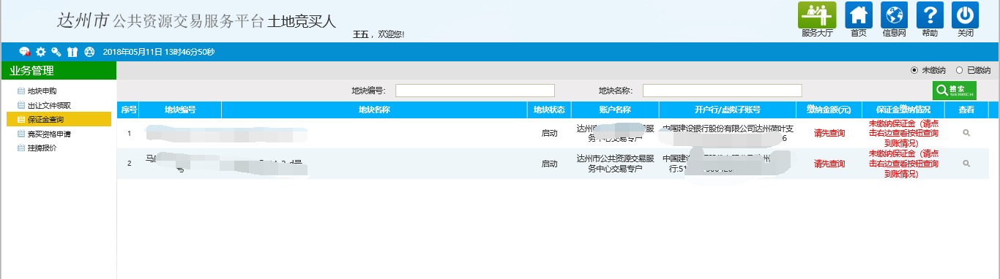 达州市 公共资源交易服务平台 土地竞买人
王五 ，欢迎您!
服务大厅 首页 信息网 帮助 关闭
2018年05月11日 13时46分50秒
业务管理
未缴纳 已缴纳
地块申购
出让文件领取
保证金查询
竞买资格申请
挂牌报价
地块编号： 地块名称： 搜索
SEARCH
序号 地块编号 地块名称 地块状态 账户名称 开户行/虚拟子账号 缴纳金额(元) 保证金缴纳情况 查看
1 启动 达州市 服 中国建设银行股份有限公司达州荷叶支 请先查询 未缴纳保证金（请点
务中心交易专户 6 击右边查看按钮查询
到账情况)
2 启动 达州市公共资源交易服 中国建设 请先查询 未缴纳保证金（请点
号 务中心交易专户 行:51 击右边查看按钮查询
到账情况)